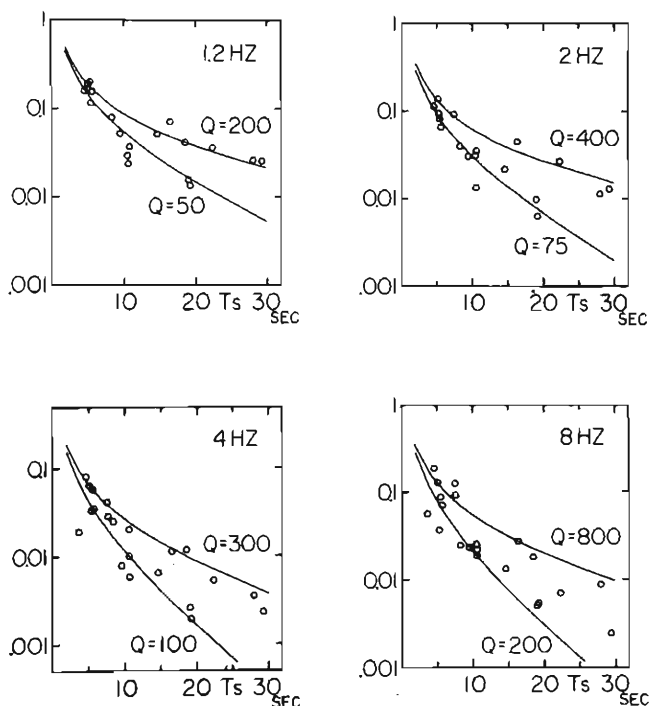 1
1.2 HZ
0.1
Q=200
0.01
Q=50
.001
10 20 Ts 30
SEC
1
2 HZ
0.1
Q=400
0.01
Q=75
.001
10 20 Ts 30
SEC
4 HZ
0.1
0.01
Q=300
.001
Q=100
10 20 Ts 30
SEC
1
8 HZ
0.1
Q=800
0.01
Q=200
.001
10 20 Ts 30
SEC